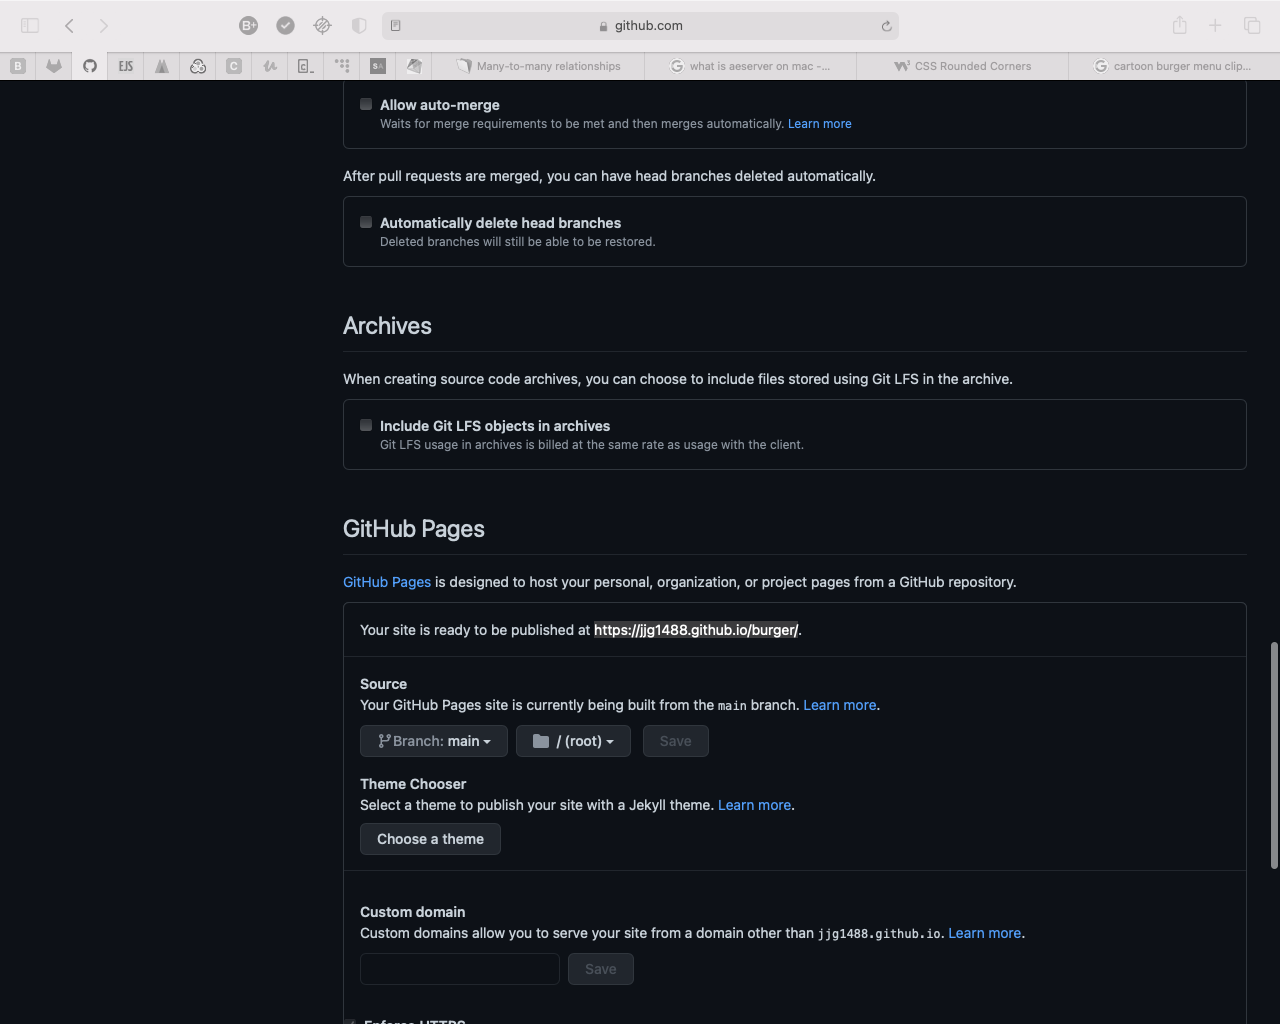 github.com
B+
B
EJS
C
C
SA
Many-to-many relationships
what is aeserver on mac -...
CSS Rounded Corners
cartoon burger menu clip...
Allow auto-merge
Waits for merge requirements to be met and then merges automatically. Learn more
After pull requests are merged, you can have head branches deleted automatically.
Automatically delete head branches
Deleted branches will still be able to be restored.
Archives
When creating source code archives, you can choose to include files stored using Git LFS in the archive.
Include Git LFS objects in archives
Git LFS usage in archives is billed at the same rate as usage with the client.
GitHub Pages
GitHub Pages is designed to host your personal, organization, or project pages from a GitHub repository.
Your site is ready to be published at https://jjg1488.github.io/burger/.
Source
Your GitHub Pages site is currently being built from the main branch. Learn more.
Branch: main
/ (root)
Save
Theme Chooser
Select a theme to publish your site with a Jekyll theme. Learn more.
Choose a theme
Custom domain
Custom domains allow you to serve your site from a domain other than jjg1488.github.io. Learn more.
Save
Enforce HTTPS